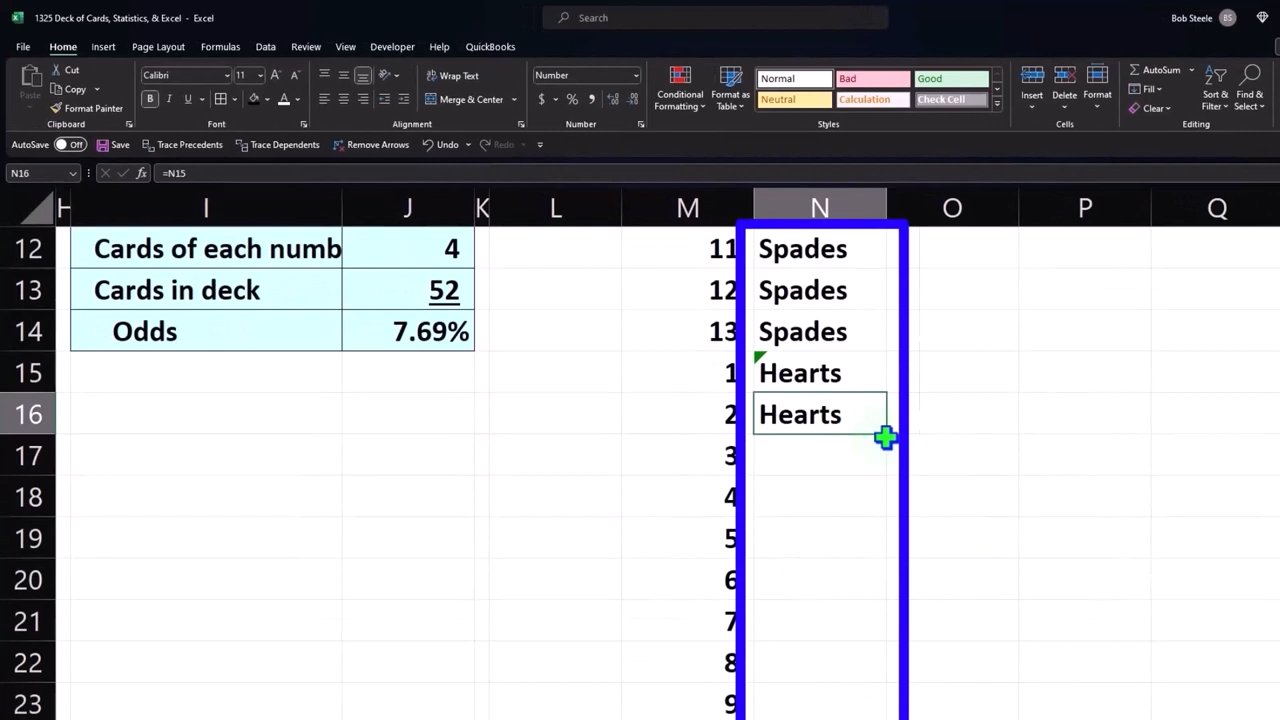 1325 Deck of Cards, Statistics, & Excel - Excel
Search
Bob Steele BS
File Home Insert Page Layout Formulas Data Review View Developer Help QuickBooks
Paste
Cut
Copy
Format Painter
Clipboard
Calibri 11 A A
B I U A
Font
Wrap Text
Merge & Center
Alignment
Number
$ % ,
Number
Conditional Formatting
Format as Table
Normal Bad Good
Neutral Calculation Check Cell
Styles
Insert Delete Format
Cells
AutoSum
Fill
Clear
Sort & Filter
Find & Select
Editing
AutoSave Off Save Trace Precedents Trace Dependents Remove Arrows Undo Redo
N16 fx =N15
H I J K L M N O P Q
12 Cards of each numb 4 11 Spades
13 Cards in deck 52 12 Spades
14 Odds 7.69% 13 Spades
15 1 Hearts
16 2 Hearts
17 3
18 4
19 5
20 6
21 7
22 8
23 9